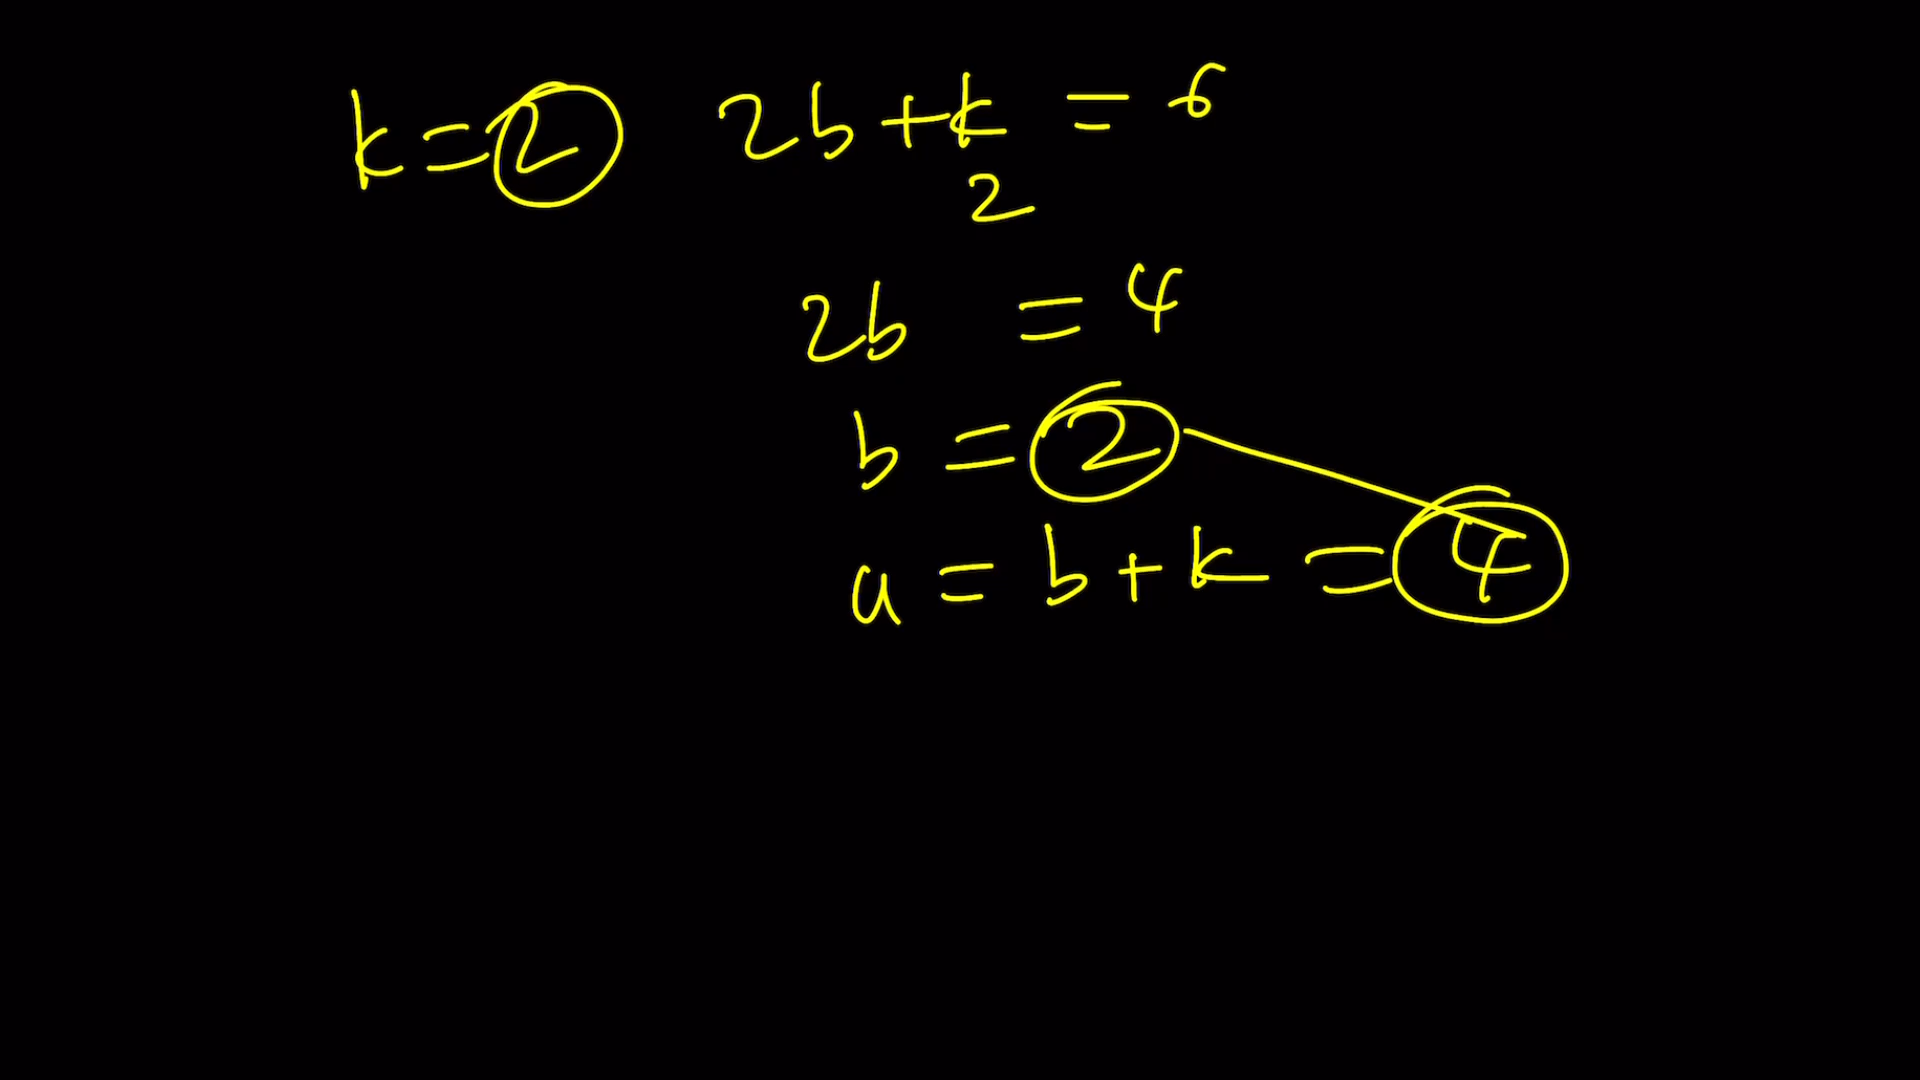 k = 2 2b + k = 6
2
2b = 4
b = 2
a = b + k = 4